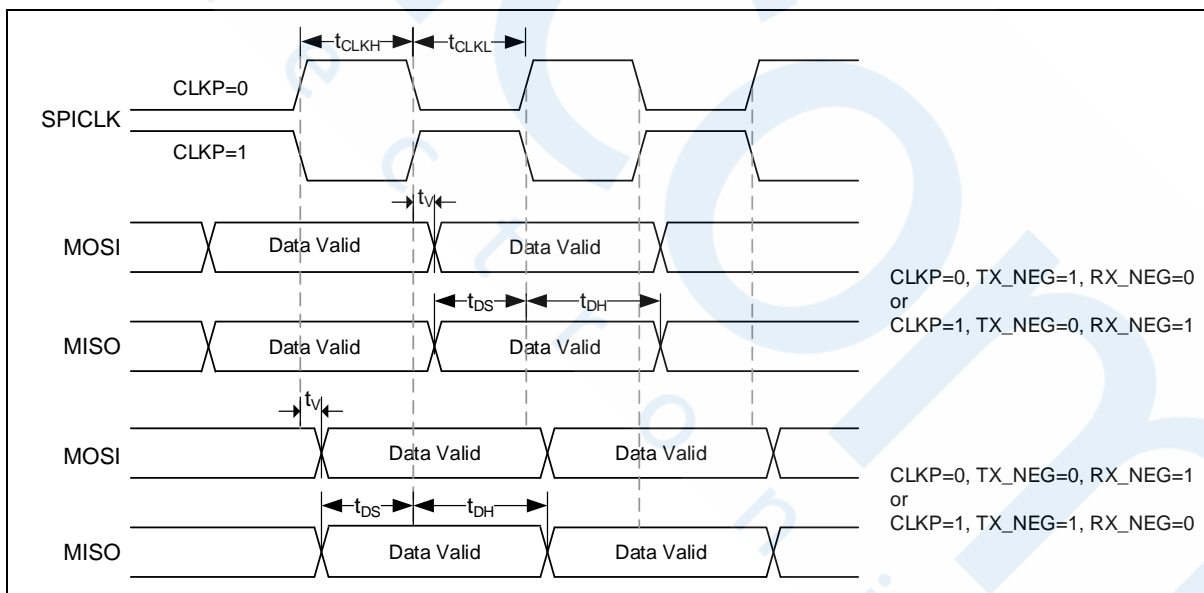 tCLKH tCLKL
CLKP=0
SPICLK
CLKP=1
tV
MOSI Data Valid Data Valid
CLKP=0, TX_NEG=1, RX_NEG=0
or
CLKP=1, TX_NEG=0, RX_NEG=1
tDS tDH
MISO Data Valid Data Valid
tV
MOSI Data Valid Data Valid
CLKP=0, TX_NEG=0, RX_NEG=1
or
CLKP=1, TX_NEG=1, RX_NEG=0
tDS tDH
MISO Data Valid Data Valid